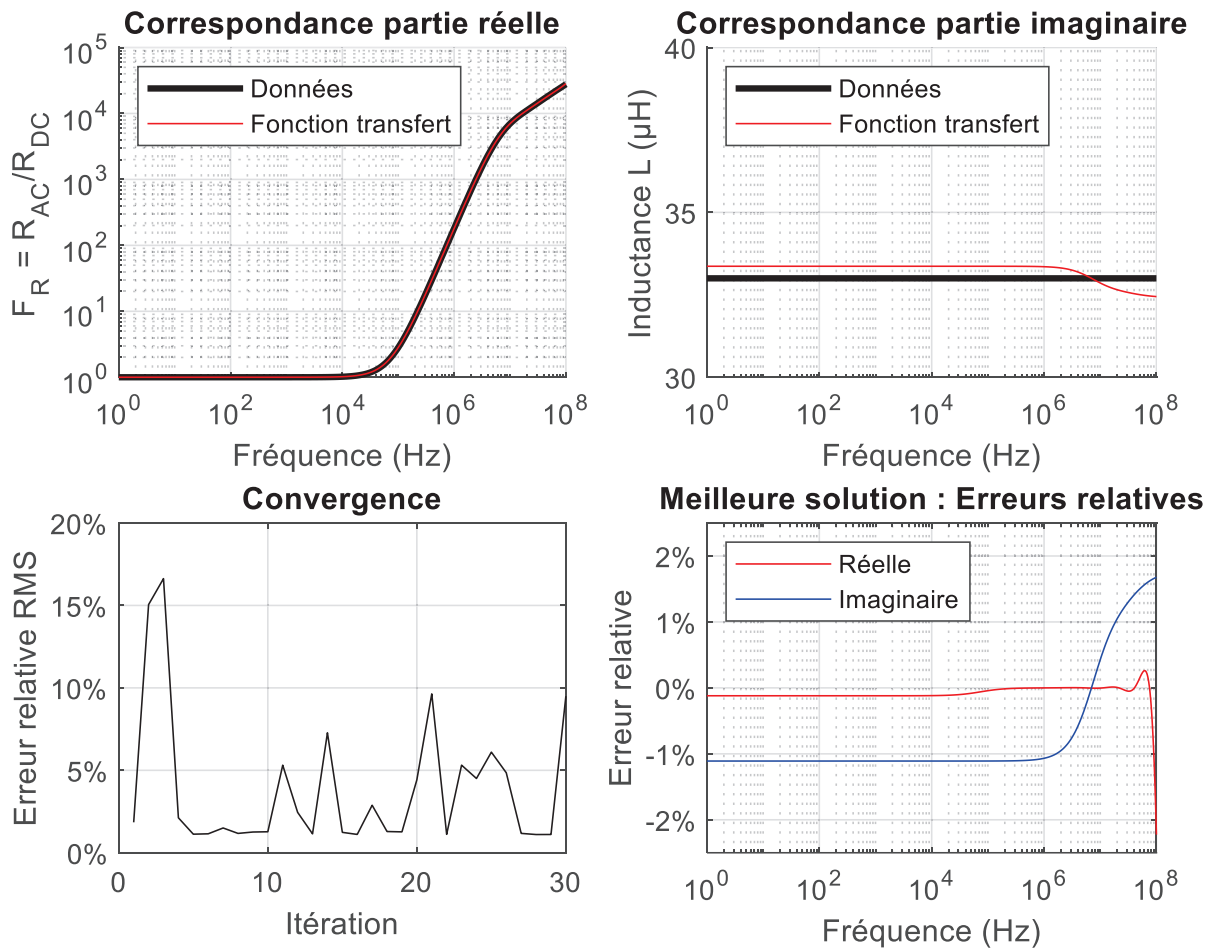 Correspondance partie réelle
10^5
10^4
10^3
10^2
10^1
10^0
F_R = R_AC/R_DC
Données
Fonction transfert
10^0 10^2 10^4 10^6 10^8
Fréquence (Hz)
Correspondance partie imaginaire
40
35
30
Inductance L (μH)
Données
Fonction transfert
10^0 10^2 10^4 10^6 10^8
Fréquence (Hz)
Convergence
20%
15%
10%
5%
0%
Erreur relative RMS
0 10 20 30
Itération
Meilleure solution : Erreurs relatives
2%
1%
0%
-1%
-2%
Erreur relative
Réelle
Imaginaire
10^0 10^2 10^4 10^6 10^8
Fréquence (Hz)